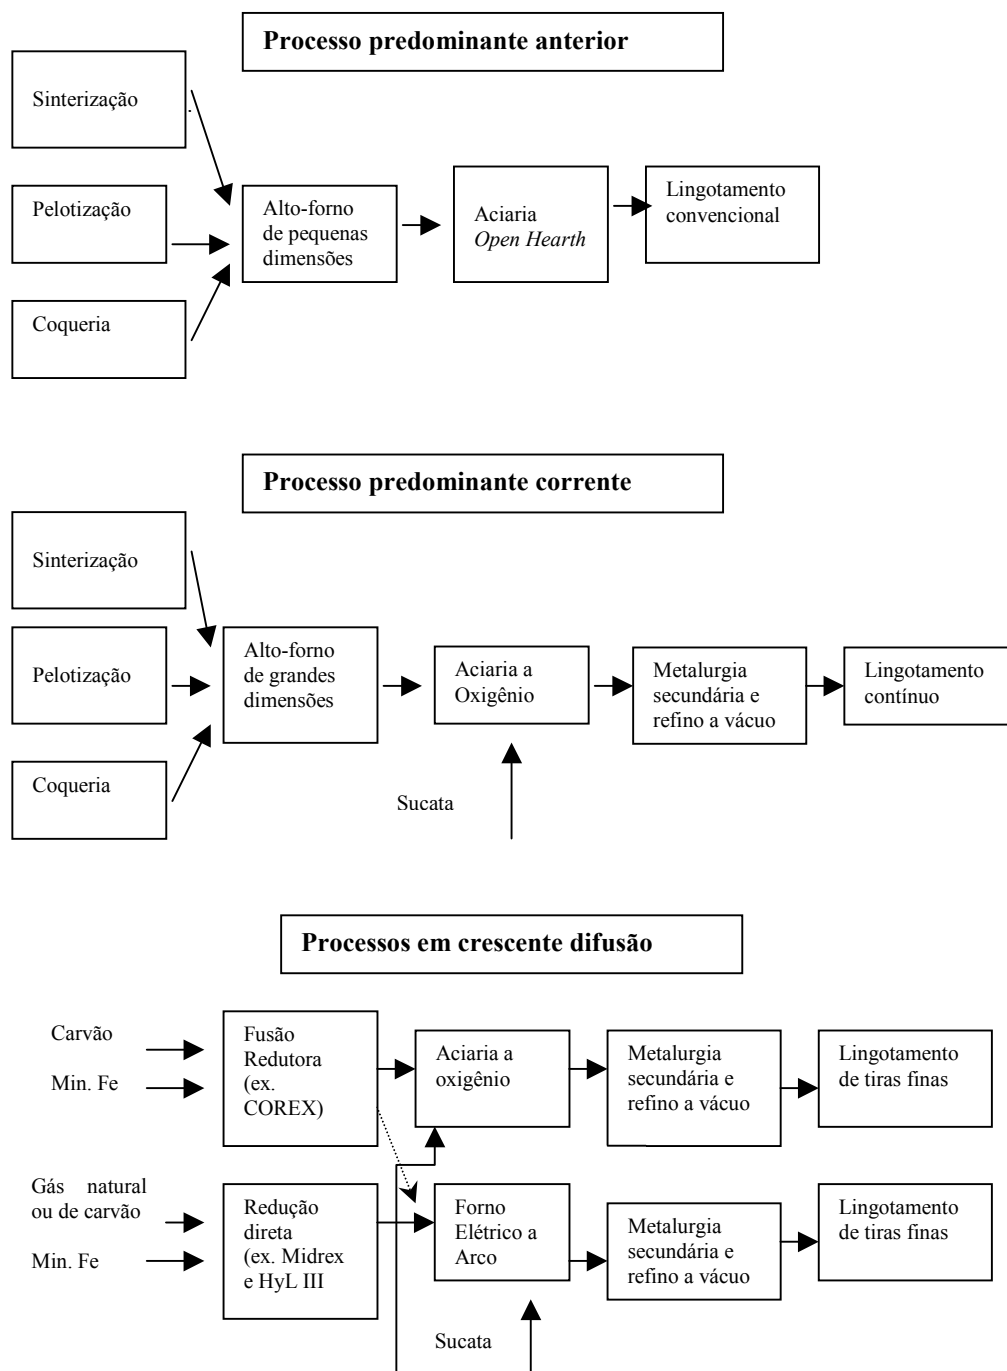 Processo predominante anterior
Sinterização
Pelotização
Coqueria
Alto-forno
de pequenas
dimensões
Aciaria
Open Hearth
Lingotamento
convencional
Processo predominante corrente
Sinterização
Pelotização
Coqueria
Alto-forno
de grandes
dimensões
Aciaria a
Oxigênio
Sucata
Metalurgia
secundária e
refino a vácuo
Lingotamento
contínuo
Processos em crescente difusão
Carvão
Min. Fe
Fusão
Redutora
(ex.
COREX)
Aciaria a
oxigênio
Metalurgia
secundária e
refino a vácuo
Lingotamento
de tiras finas
Gás natural
ou de carvão
Min. Fe
Redução
direta
(ex. Midrex
e HyL III
Forno
Elétrico a
Arco
Metalurgia
secundária e
refino a vácuo
Lingotamento
de tiras finas
Sucata